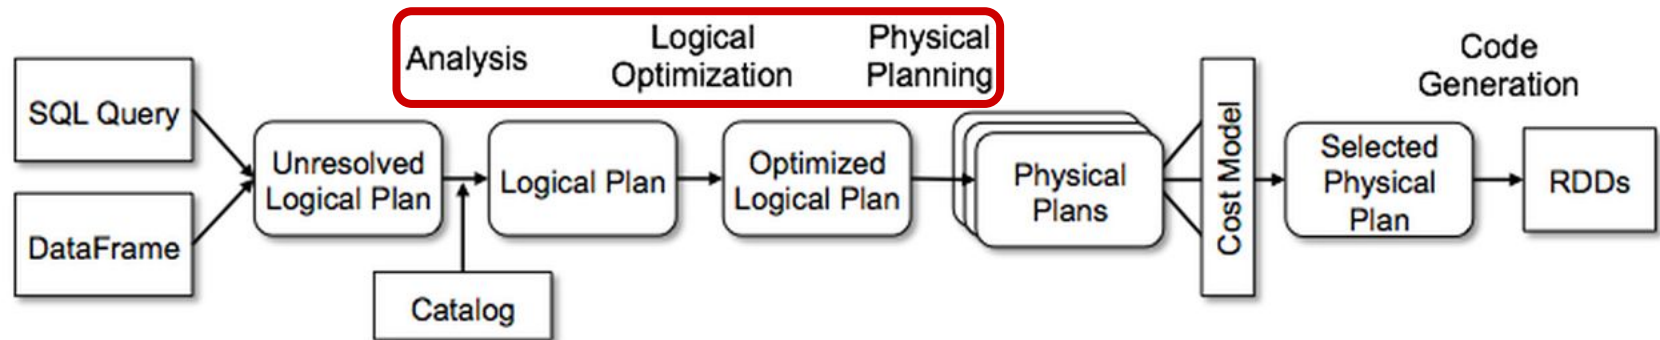 Analysis
Logical
Optimization
Physical
Planning
Code
Generation
SQL Query
DataFrame
Unresolved
Logical Plan
Catalog
Logical Plan
Optimized
Logical Plan
Physical
Plans
Cost Model
Selected
Physical
Plan
RDDs